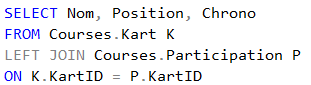 SELECT Nom, Position, Chrono
FROM Courses.Kart K
LEFT JOIN Courses.Participation P
ON K.KartID = P.KartID